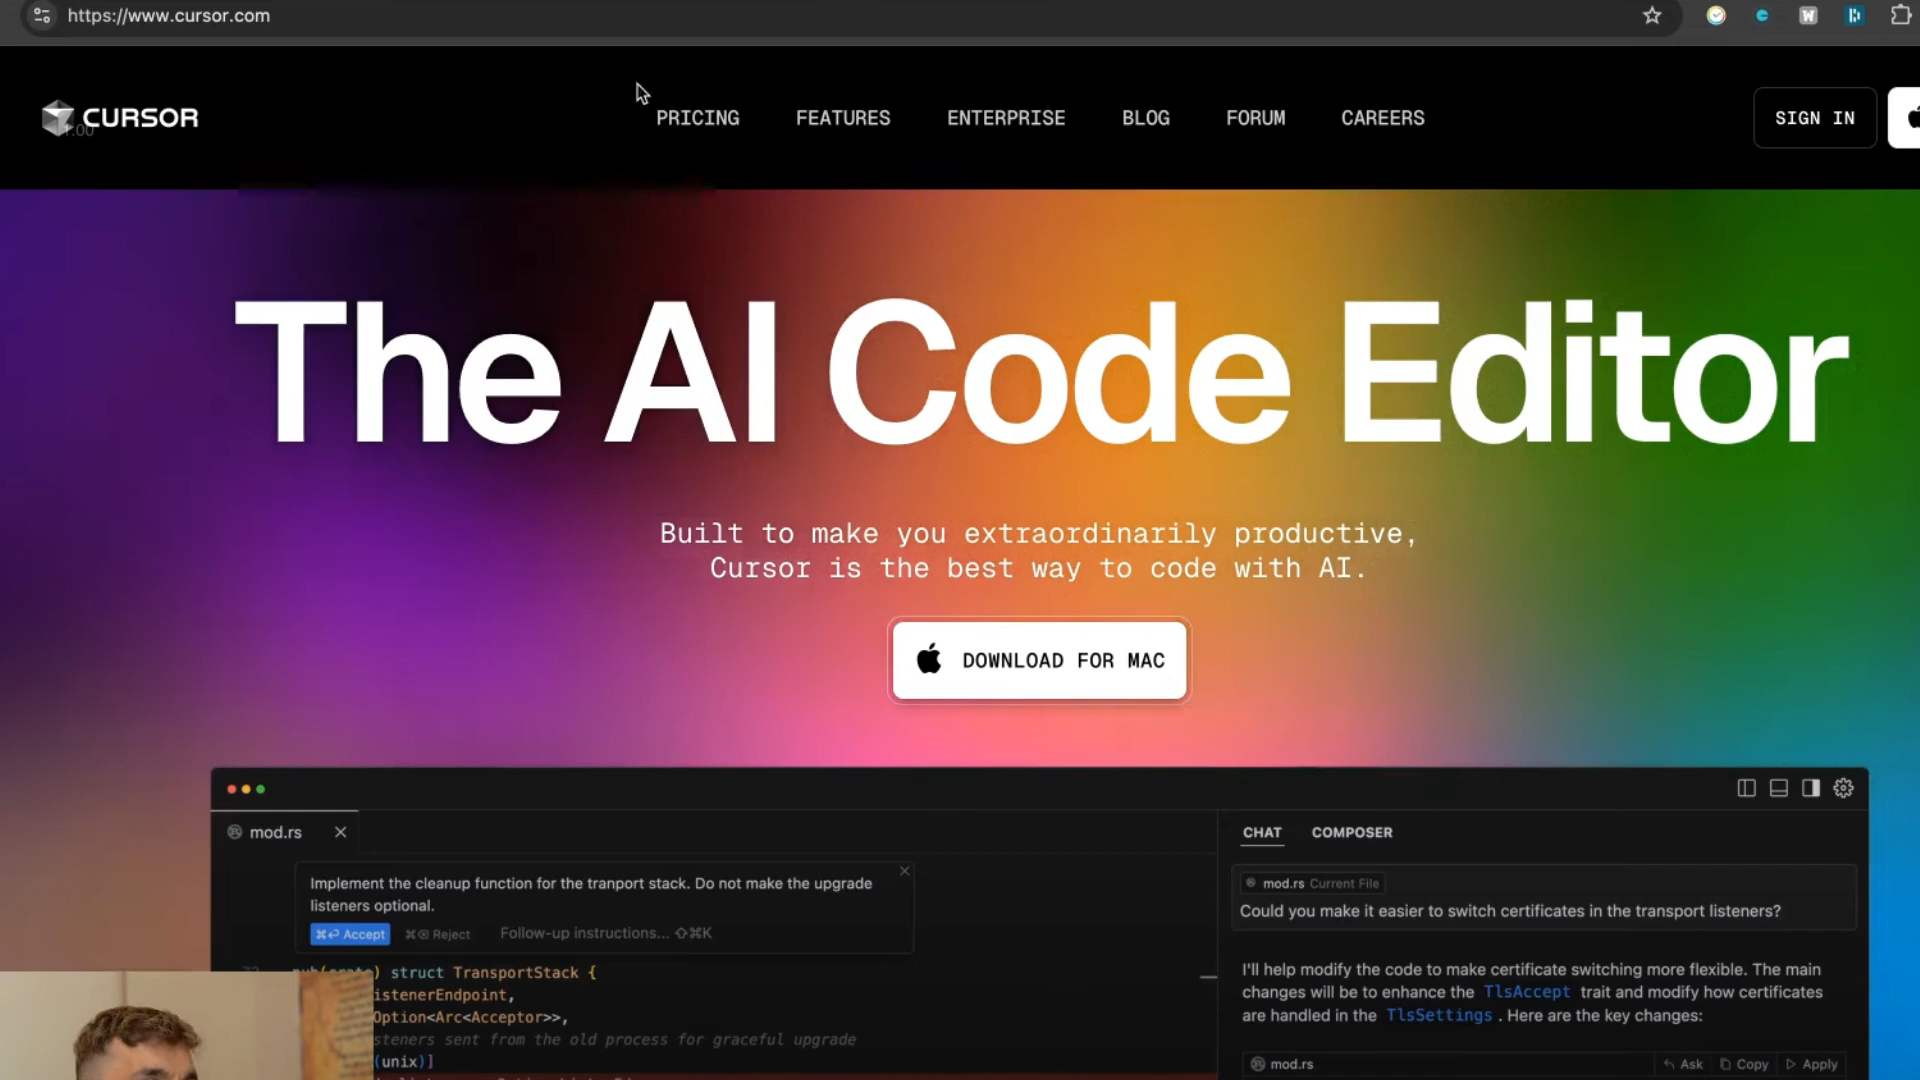 https://www.cursor.com
CURSOR
1.00
PRICING
FEATURES
ENTERPRISE
BLOG
FORUM
CAREERS
SIGN IN
The AI Code Editor
Built to make you extraordinarily productive,
Cursor is the best way to code with AI.
DOWNLOAD FOR MAC
mod.rs
Implement the cleanup function for the tranport stack. Do not make the upgrade
listeners optional.
⌘⏎ Accept
⌘⌫ Reject
Follow-up instructions... ⇧⌘K
struct TransportStack {
istenerEndpoint,
Option<Arc<Acceptor>>,
steners sent from the old process for graceful upgrade
(unix)]
CHAT
COMPOSER
mod.rs Current File
Could you make it easier to switch certificates in the transport listeners?
I'll help modify the code to make certificate switching more flexible. The main
changes will be to enhance the TlsAccept trait and modify how certificates
are handled in the TlsSettings . Here are the key changes:
mod.rs
Ask
Copy
Apply